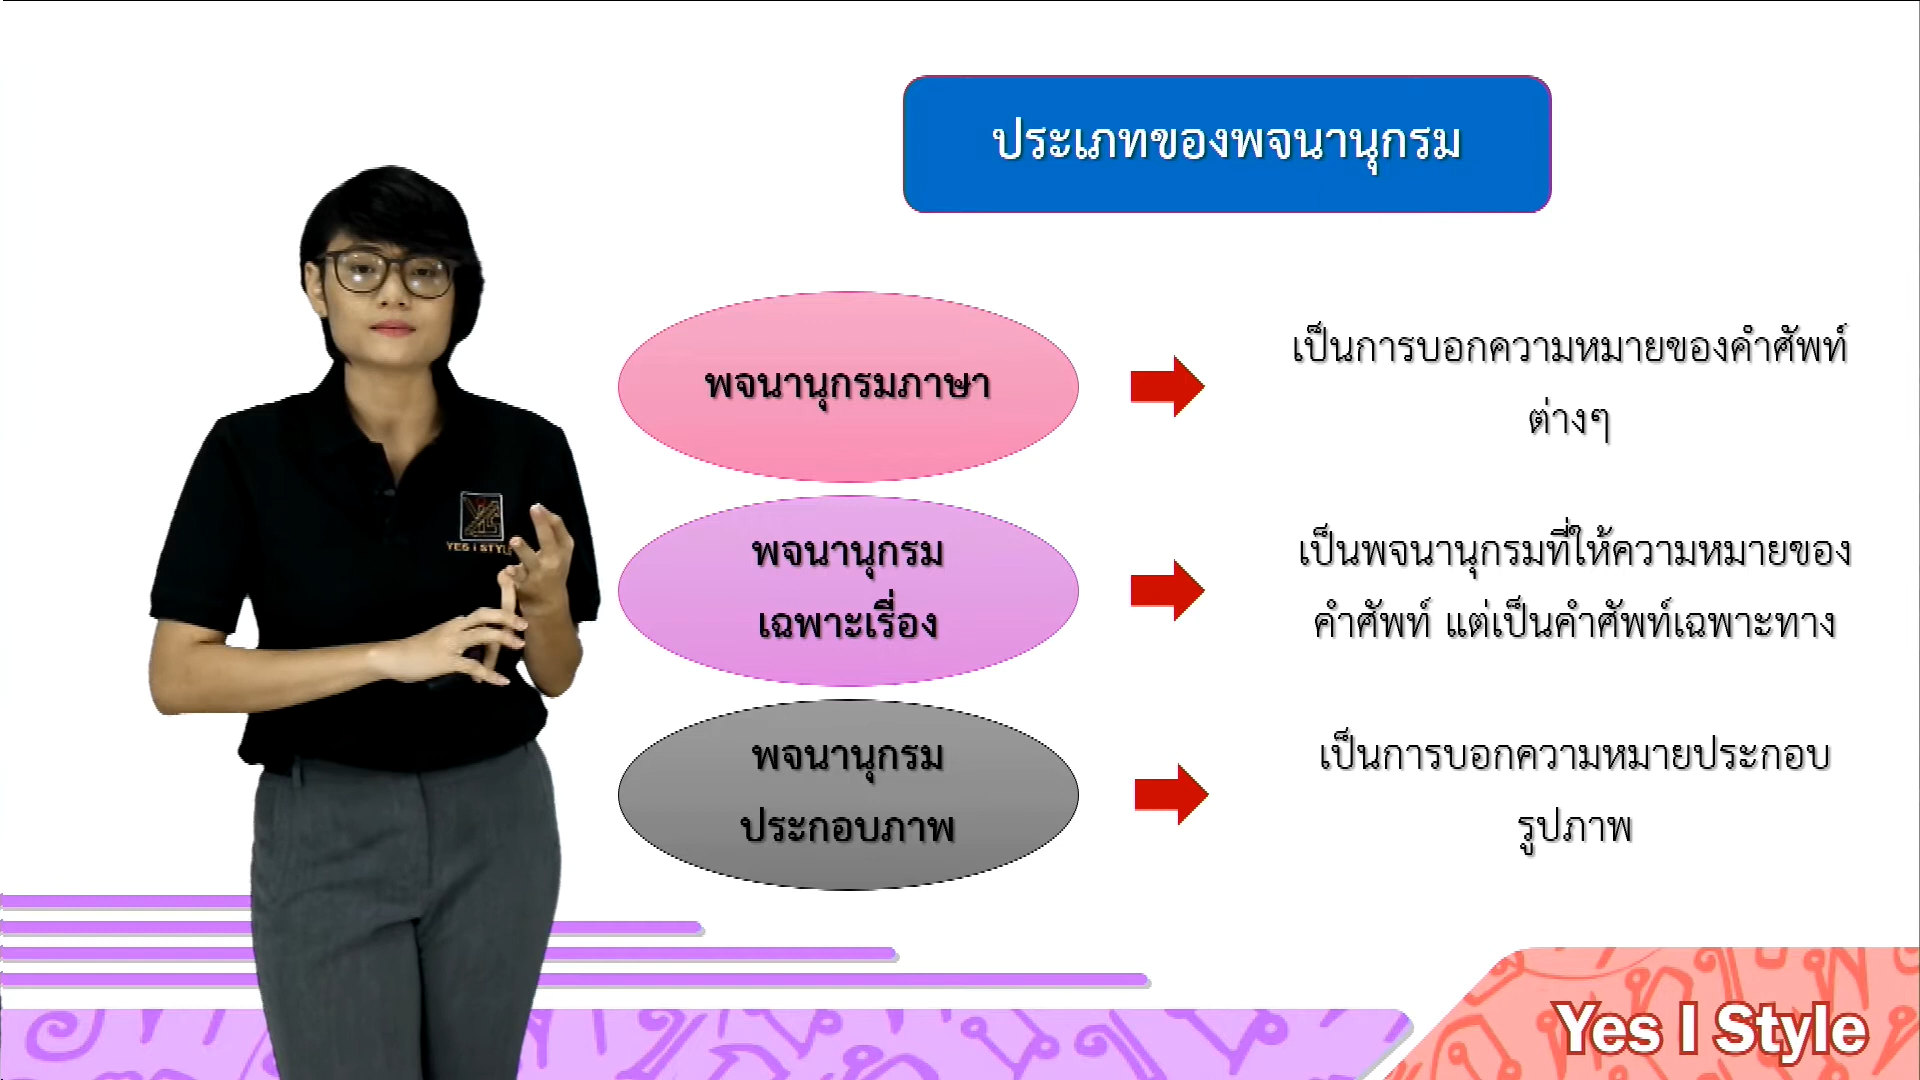 ประเภทของพจนานุกรม
พจนานุกรมภาษา
เป็นการบอกความหมายของคำศัพท์
ต่างๆ
พจนานุกรม
เฉพาะเรื่อง
เป็นพจนานุกรมที่ให้ความหมายของ
คำศัพท์ แต่เป็นคำศัพท์เฉพาะทาง
พจนานุกรม
ประกอบภาพ
เป็นการบอกความหมายประกอบ
รูปภาพ
YES I STYLE
Yes I Style